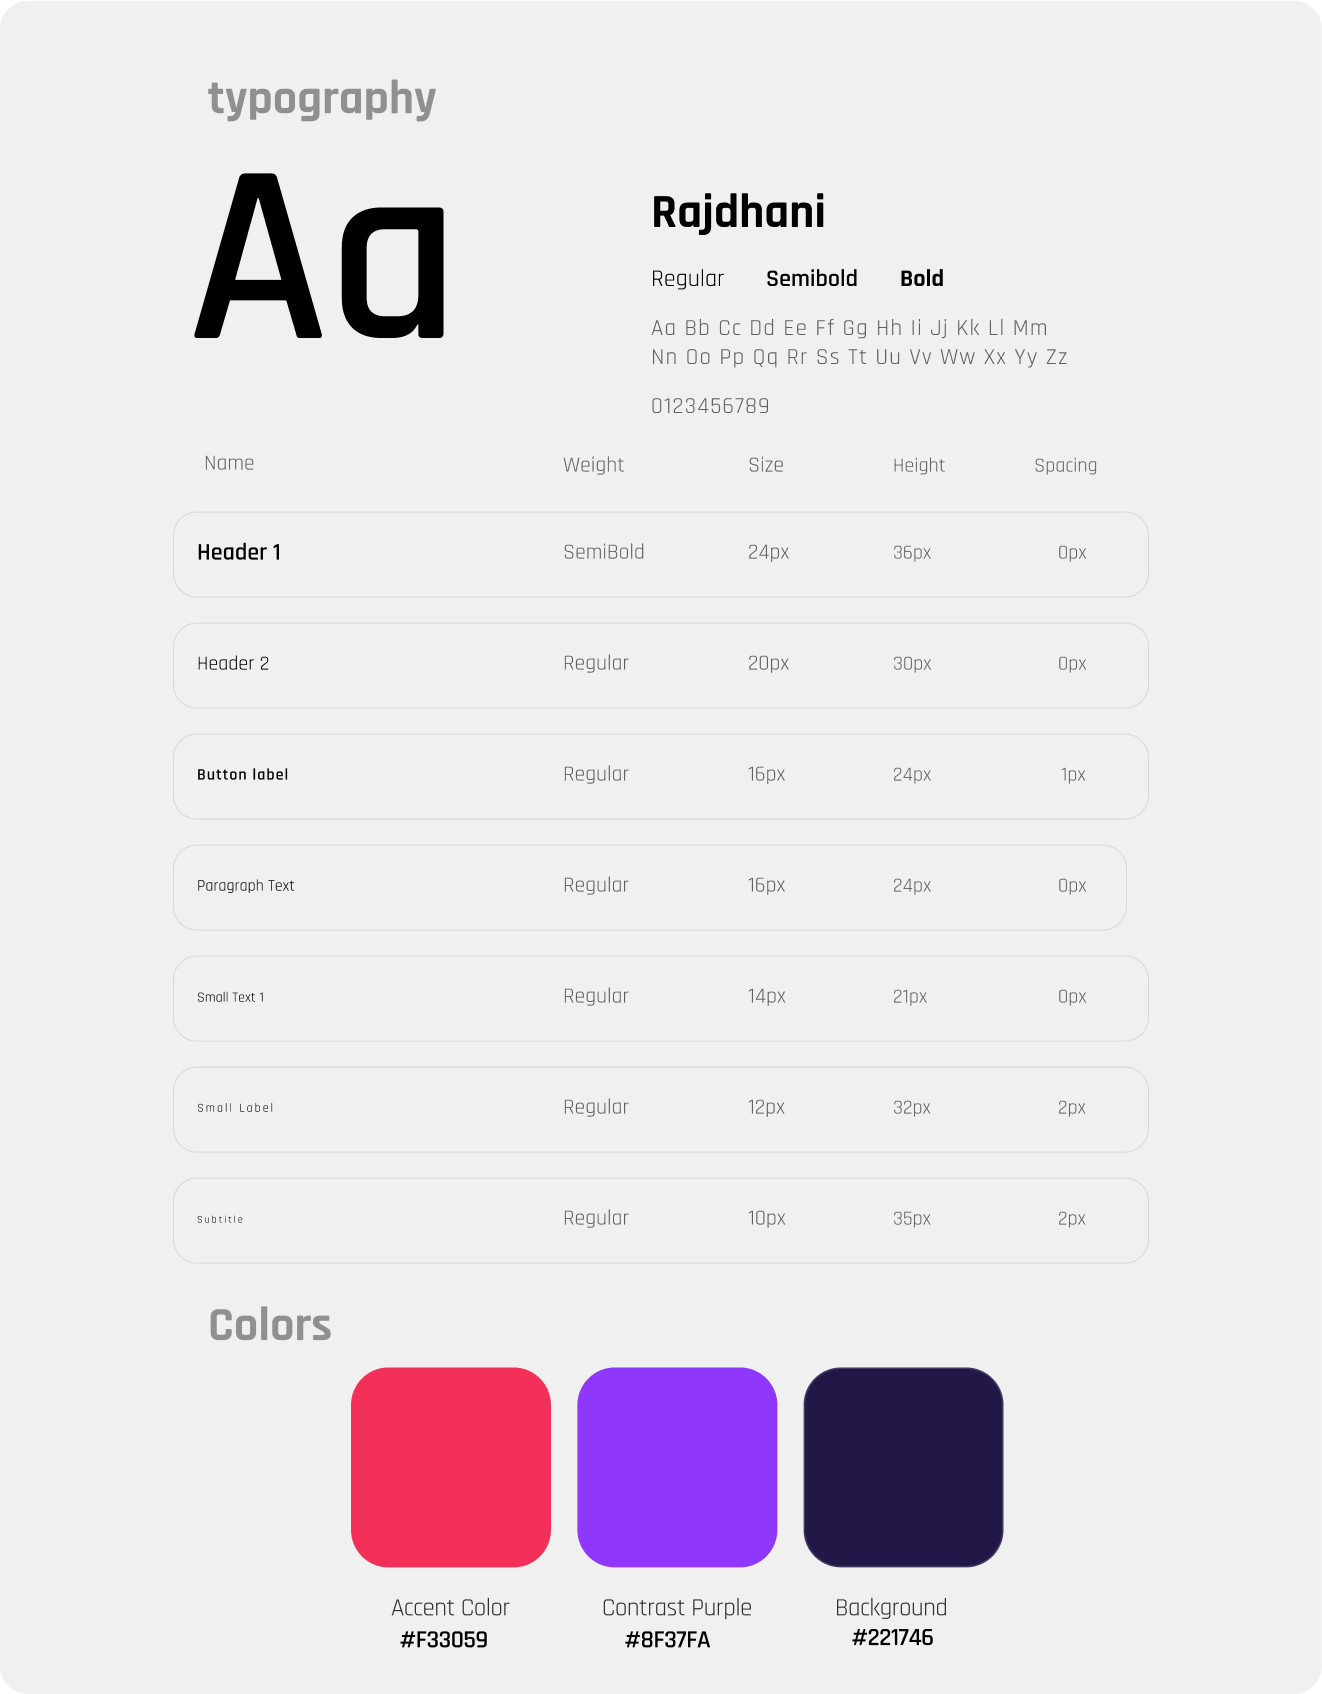 typography
Aa
Rajdhani
Regular Semibold Bold
Aa Bb Cc Dd Ee Ff Gg Hh Ii Jj Kk Ll Mm
Nn Oo Pp Qq Rr Ss Tt Uu Vv Ww Xx Yy Zz
0123456789
Name Weight Size Height Spacing
Header 1 SemiBold 24px 36px 0px
Header 2 Regular 20px 30px 0px
Button label Regular 16px 24px 1px
Paragraph Text Regular 16px 24px 0px
Small Text 1 Regular 14px 21px 0px
Small Label Regular 12px 32px 2px
Subtitle Regular 10px 35px 2px
Colors
Accent Color Contrast Purple Background
#F33059 #8F37FA #221746